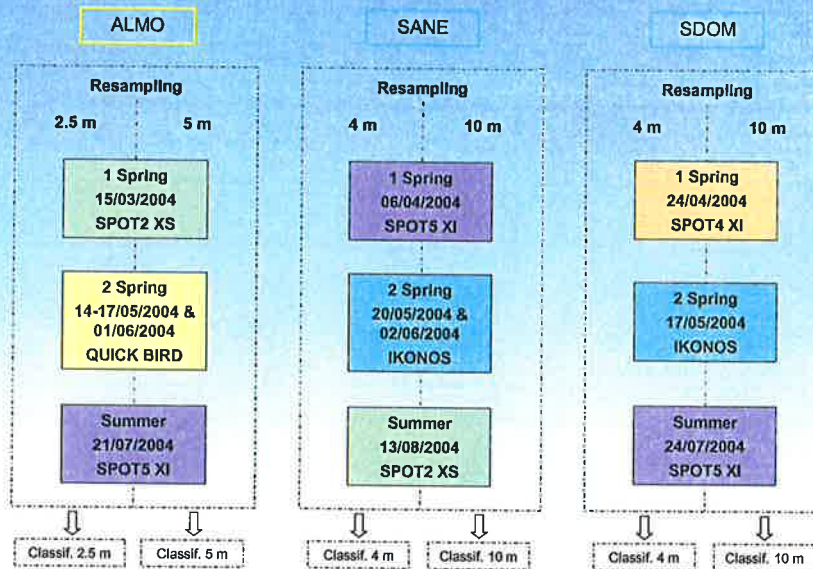 ALMO
Resampling
2.5 m 5 m
1 Spring
15/03/2004
SPOT2 XS
2 Spring
14-17/05/2004 &
01/06/2004
QUICK BIRD
Summer
21/07/2004
SPOT5 XI
Classif. 2.5 m
Classif. 5 m
SANE
Resampling
4 m 10 m
1 Spring
06/04/2004
SPOT5 XI
2 Spring
20/05/2004 &
02/06/2004
IKONOS
Summer
13/08/2004
SPOT2 XS
Classif. 4 m
Classif. 10 m
SDOM
Resampling
4 m 10 m
1 Spring
24/04/2004
SPOT4 XI
2 Spring
17/05/2004
IKONOS
Summer
24/07/2004
SPOT5 XI
Classif. 4 m
Classif. 10 m